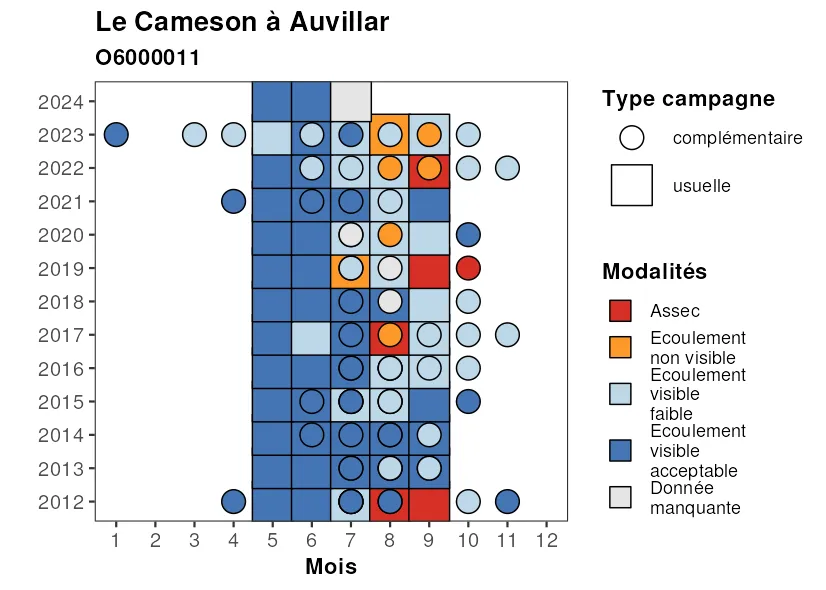 Le Cameson à Auvillar
O6000011
2024
2023
2022
2021
2020
2019
2018
2017
2016
2015
2014
2013
2012
1 2 3 4 5 6 7 8 9 10 11 12
Mois
Type campagne
complémentaire
usuelle
Modalités
Assec
Ecoulement
non visible
Ecoulement
visible
faible
Ecoulement
visible
acceptable
Donnée
manquante